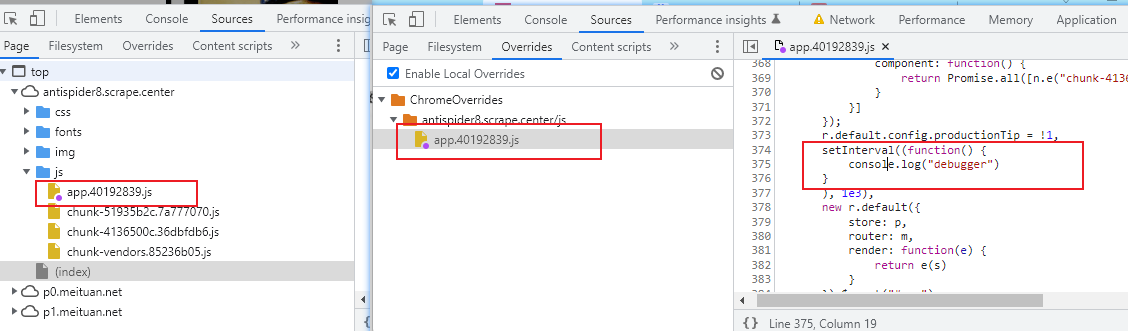 Elements Console Sources Performance insights
Page Filesystem Overrides Content scripts »
top
antispider8.scrape.center
css
fonts
img
js
app.40192839.js
chunk-51935b2c.7a777070.js
chunk-4136500c.36dbfdb6.js
chunk-vendors.85236b05.js
(index)
p0.meituan.net
p1.meituan.net
{ }
Elements Console Sources Performance insights Network Performance Memory Application
Page Filesystem Overrides Content scripts »
Enable Local Overrides
ChromeOverrides
antispider8.scrape.center/js
app.40192839.js
app.40192839.js ×
368 component: function() {
369 return Promise.all([n.e("chunk-4136
370 }
371 }]
372 });
373 r.default.config.productionTip = !1,
374 setInterval((function() {
375 console.log("debugger")
376 }
377 ), 1e3),
378 new r.default({
379 store: p,
380 router: m,
381 render: function(e) {
382 return e(s)
383 }
{ } Line 375, Column 19